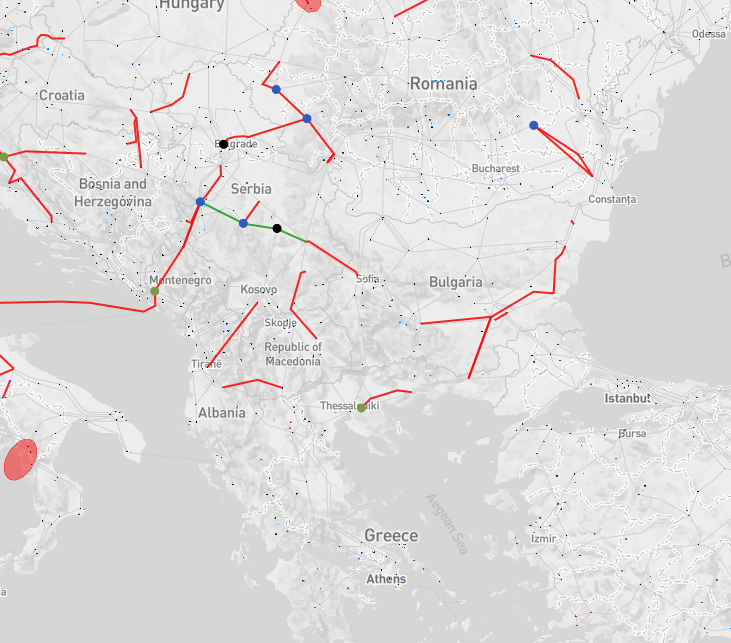 Hungary
Odessa
Romania
Croatia
Belgrade
Bucharest
Bosnia and
Herzegovina
Serbia
Constanța
Montenegro
Sofia
Bulgaria
Kosovo
Skopje
Republic of
Macedonia
Tiranë
Thessaloniki
Albania
Istanbul
Bursa
Aegean Sea
Greece
Izmir
Athens
B
a